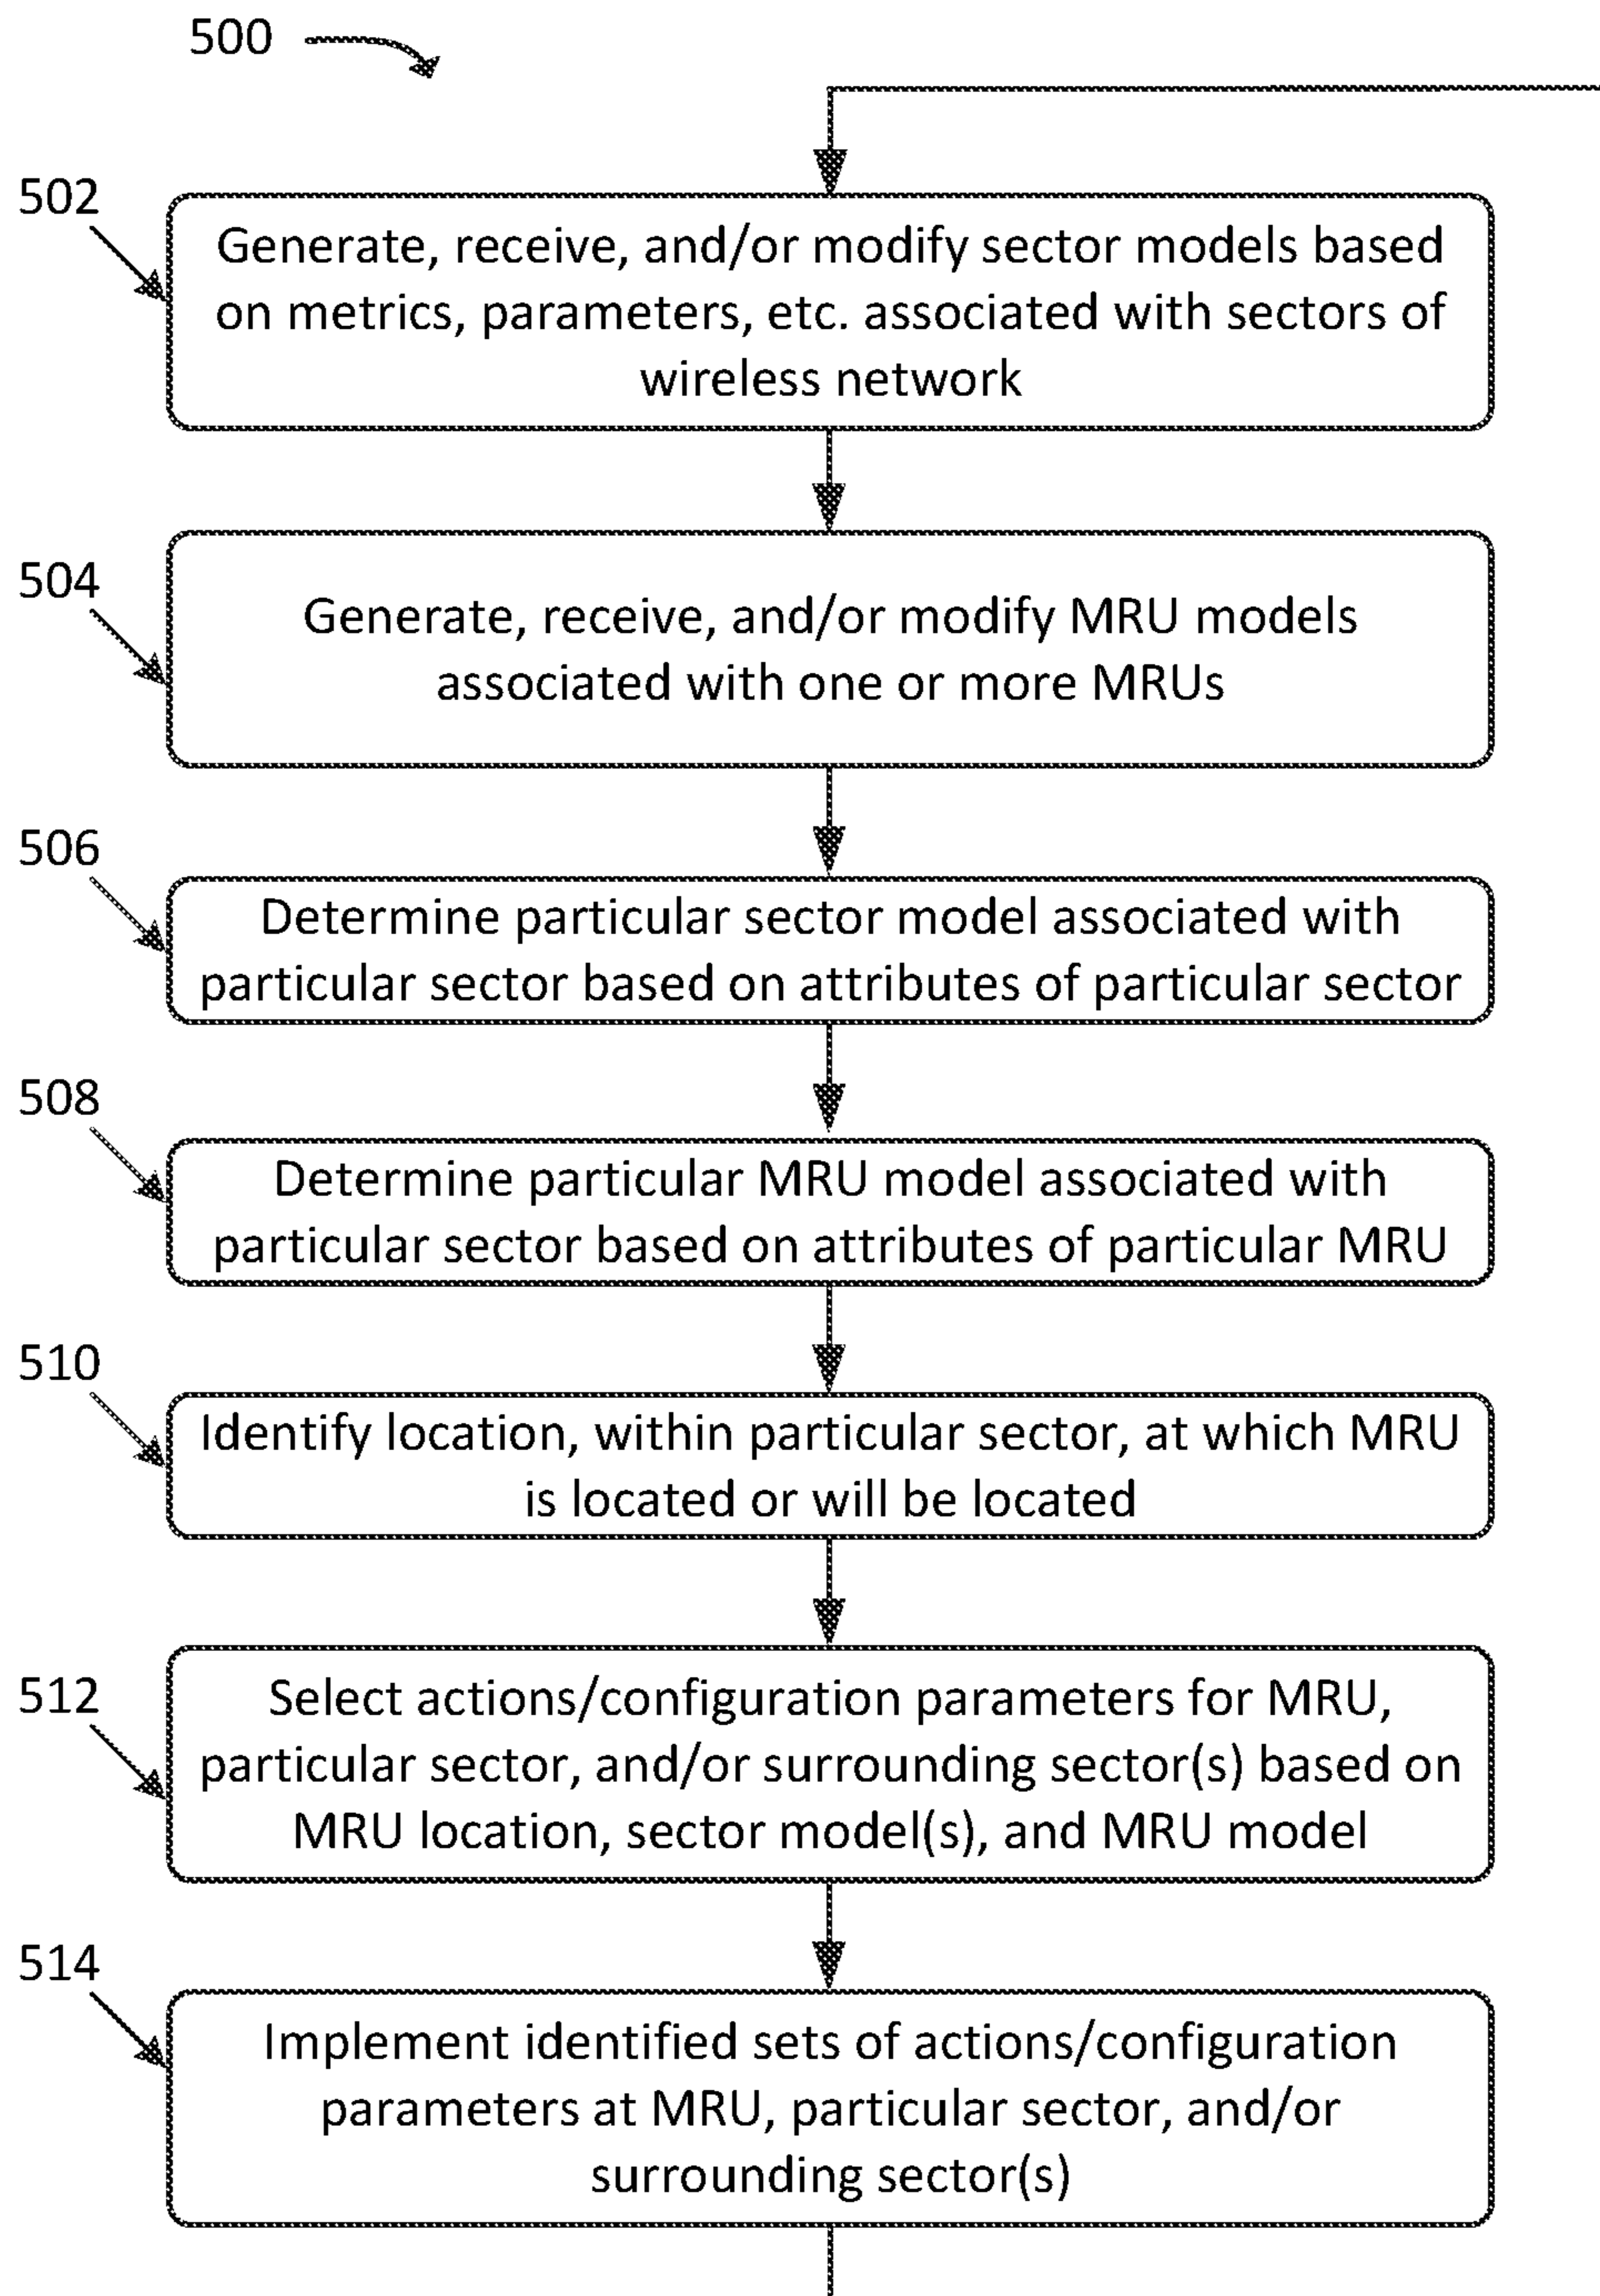 500
502
Generate, receive, and/or modify sector models based
on metrics, parameters, etc. associated with sectors of
wireless network
504
Generate, receive, and/or modify MRU models
associated with one or more MRUs
506
Determine particular sector model associated with
particular sector based on attributes of particular sector
508
Determine particular MRU model associated with
particular sector based on attributes of particular MRU
510
Identify location, within particular sector, at which MRU
is located or will be located
512
Select actions/configuration parameters for MRU,
particular sector, and/or surrounding sector(s) based on
MRU location, sector model(s), and MRU model
514
Implement identified sets of actions/configuration
parameters at MRU, particular sector, and/or
surrounding sector(s)